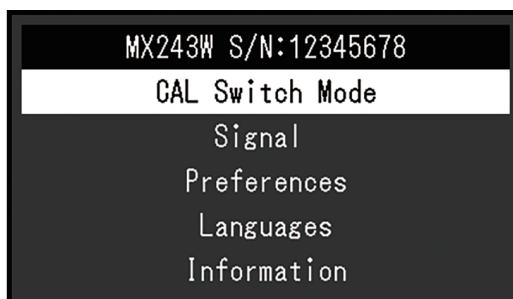 MX243W S/N:12345678
CAL Switch Mode
Signal
Preferences
Languages
Information